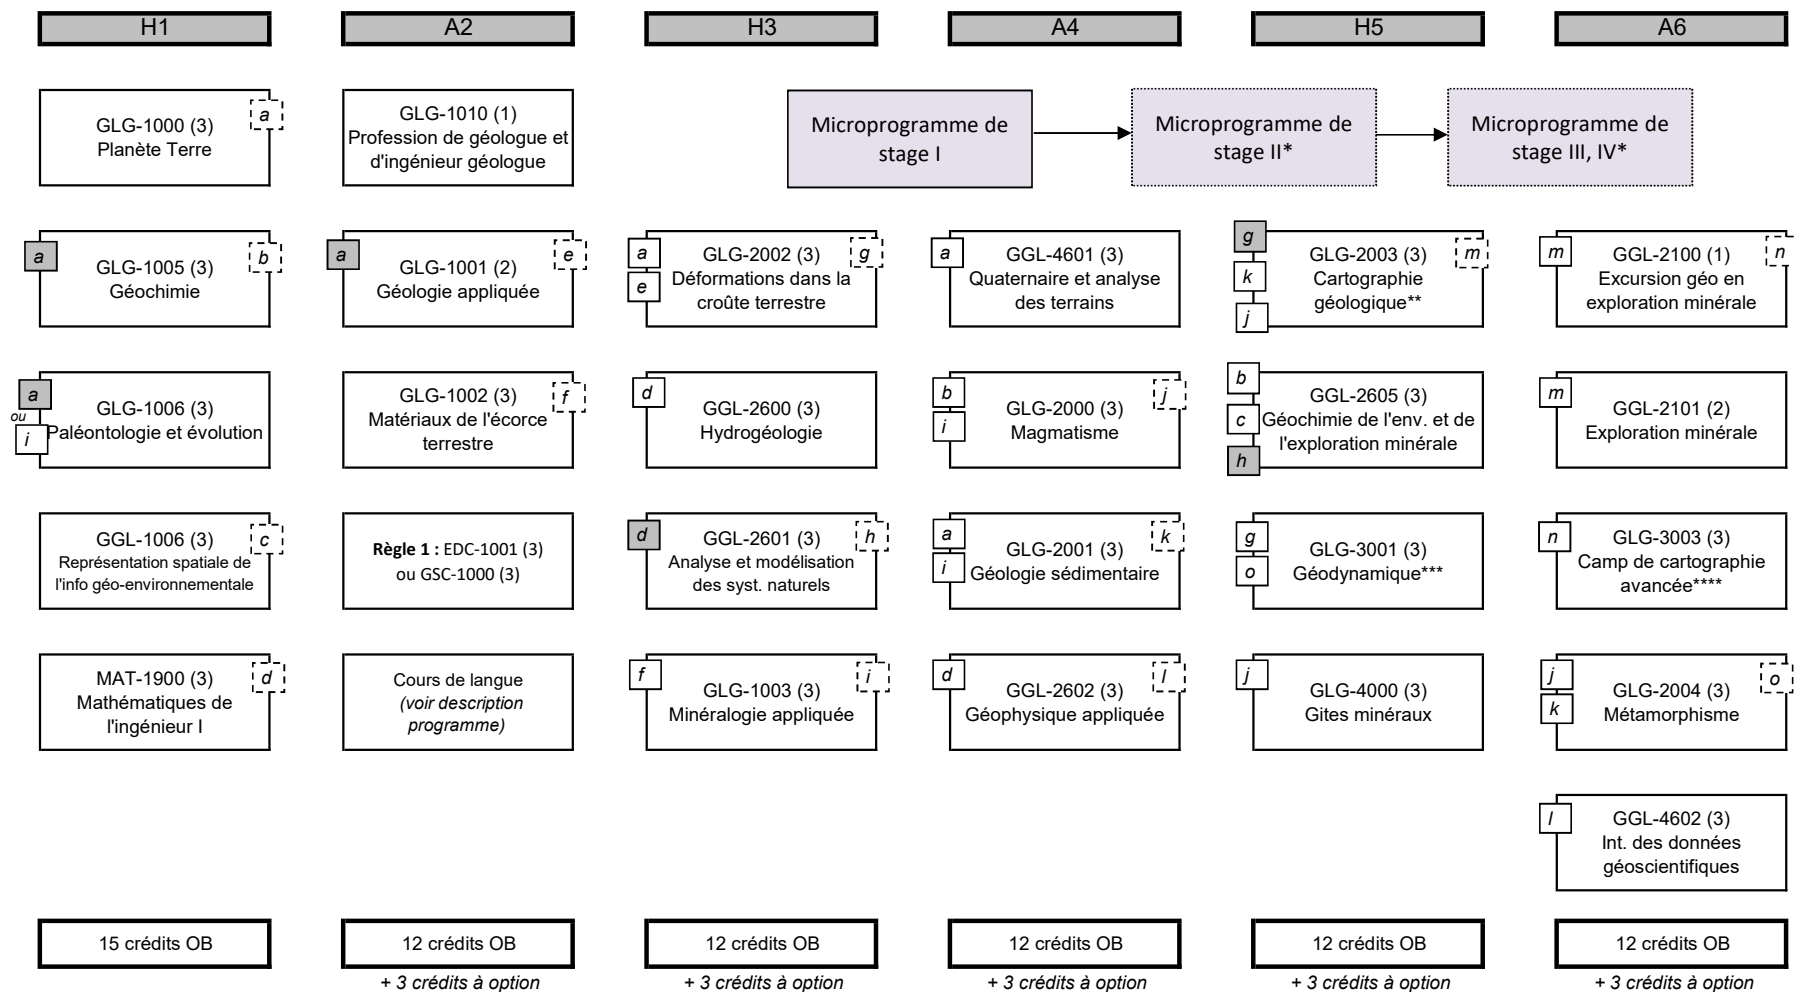 H1
A2
H3
A4
H5
A6
GLG-1000 (3)
Planète Terre
a
GLG-1010 (1)
Profession de géologue et
d'ingénieur géologue
Microprogramme de
stage I
Microprogramme de
stage II*
Microprogramme de
stage III, IV*
a
GLG-1005 (3)
Géochimie
b
a
GLG-1001 (2)
Géologie appliquée
e
a
e
GLG-2002 (3)
Déformations dans la
croûte terrestre
g
a
GGL-4601 (3)
Quaternaire et analyse
des terrains
g
k
j
GLG-2003 (3)
Cartographie
géologique**
m
m
GGL-2100 (1)
Excursion géo en
exploration minérale
n
a
ou
i
GLG-1006 (3)
Paléontologie et évolution
GLG-1002 (3)
Matériaux de l'écorce
terrestre
f
d
GGL-2600 (3)
Hydrogéologie
b
i
GLG-2000 (3)
Magmatisme
j
b
c
h
GGL-2605 (3)
Géochimie de l'env. et de
l'exploration minérale
m
GGL-2101 (2)
Exploration minérale
GGL-1006 (3)
Représentation spatiale de
l'info géo-environnementale
c
Règle 1 : EDC-1001 (3)
ou GSC-1000 (3)
d
GGL-2601 (3)
Analyse et modélisation
des syst. naturels
h
a
i
GLG-2001 (3)
Géologie sédimentaire
k
g
o
GLG-3001 (3)
Géodynamique***
n
GLG-3003 (3)
Camp de cartographie
avancée****
MAT-1900 (3)
Mathématiques de
l'ingénieur I
d
Cours de langue
(voir description
programme)
f
GLG-1003 (3)
Minéralogie appliquée
i
d
GGL-2602 (3)
Géophysique appliquée
l
j
GLG-4000 (3)
Gites minéraux
j
k
GLG-2004 (3)
Métamorphisme
o
l
GGL-4602 (3)
Int. des données
géoscientifiques
15 crédits OB
12 crédits OB
+ 3 crédits à option
12 crédits OB
+ 3 crédits à option
12 crédits OB
+ 3 crédits à option
12 crédits OB
+ 3 crédits à option
12 crédits OB
+ 3 crédits à option